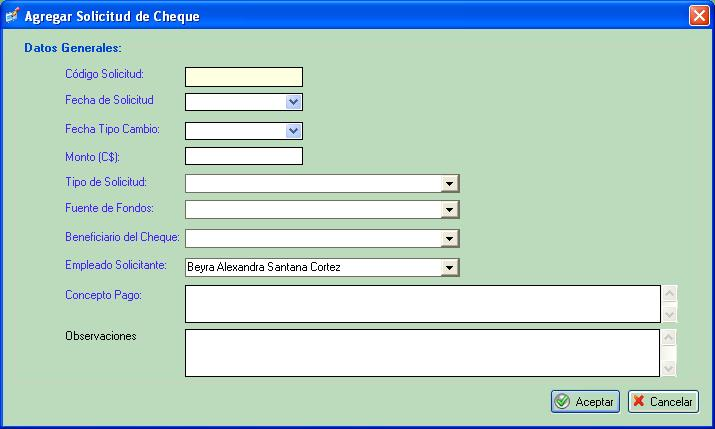 Agregar Solicitud de Cheque
Datos Generales:
Código Solicitud:
Fecha de Solicitud
Fecha Tipo Cambio:
Monto (C$):
Tipo de Solicitud:
Fuente de Fondos:
Beneficiario del Cheque:
Empleado Solicitante: Beyra Alexandra Santana Cortez
Concepto Pago:
Observaciones
Aceptar Cancelar